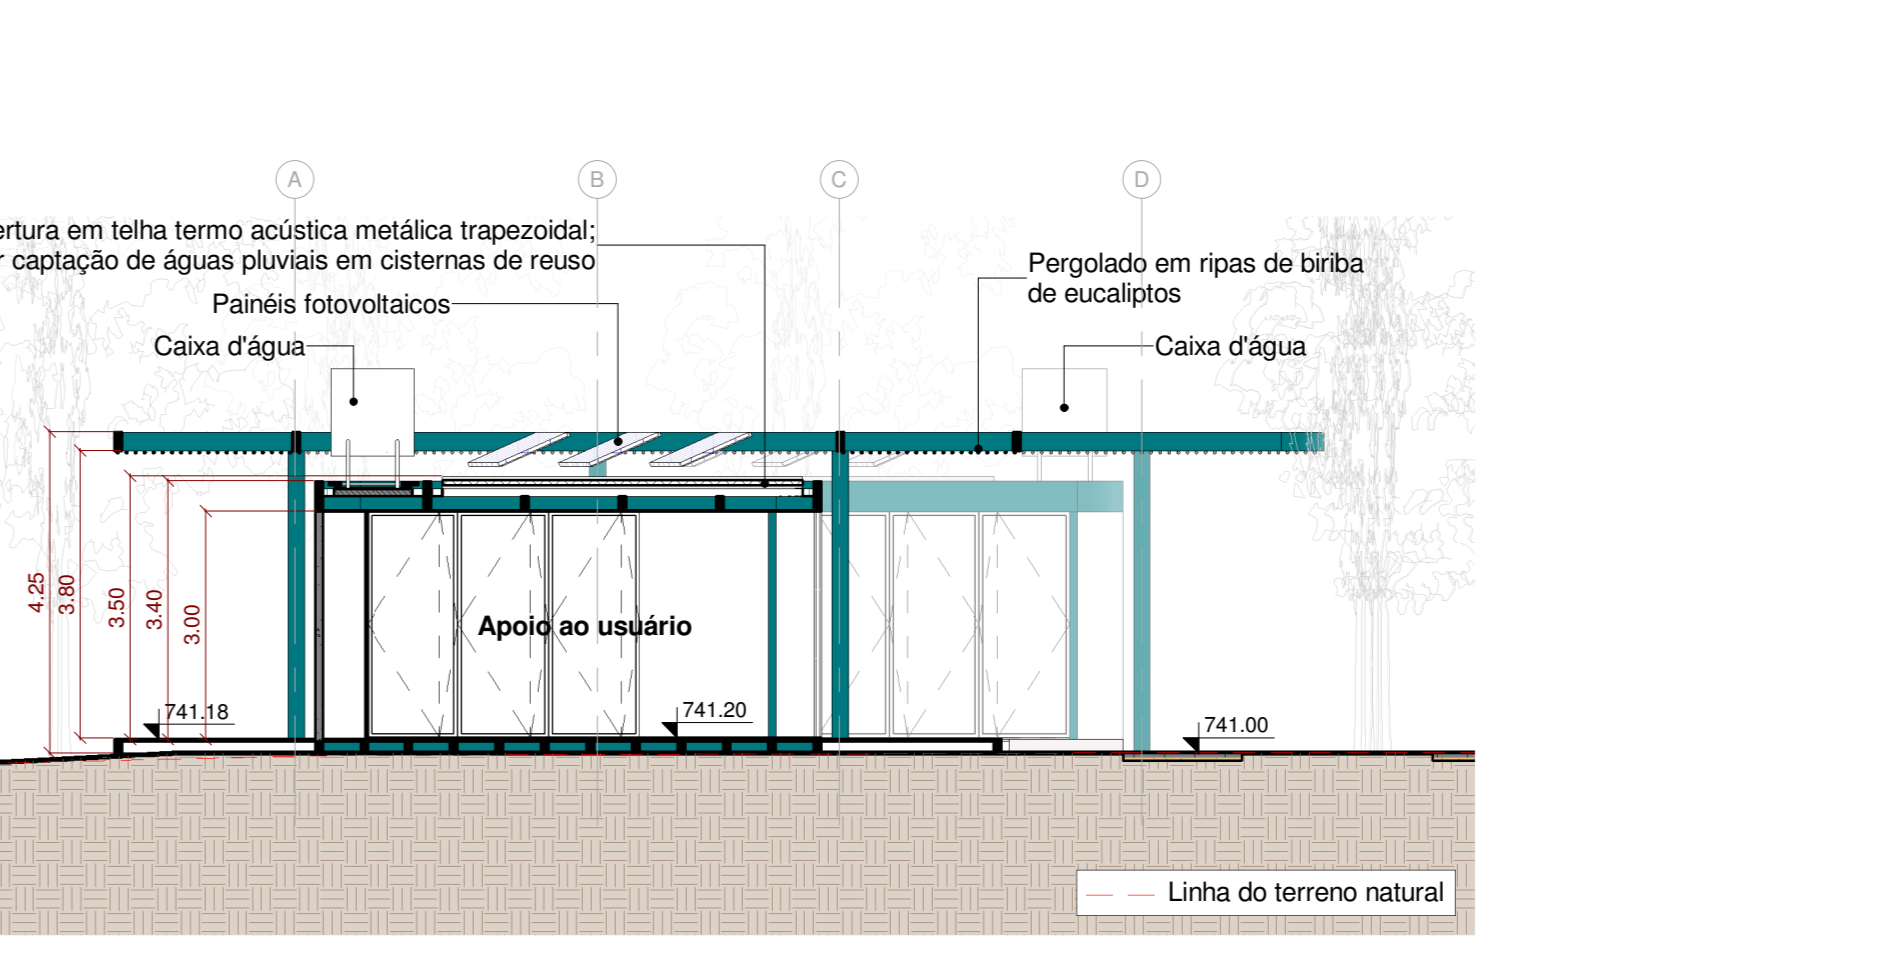 A
B
C
D
ertura em telha termo acústica metálica trapezoidal;
captação de águas pluviais em cisternas de reuso
Painéis fotovoltaicos
Caixa d'água
Pergolado em ripas de biriba
de eucaliptos
Caixa d'água
4.25
3.80
3.50
3.40
3.00
Apoio ao usuário
741.18
741.20
741.00
Linha do terreno natural